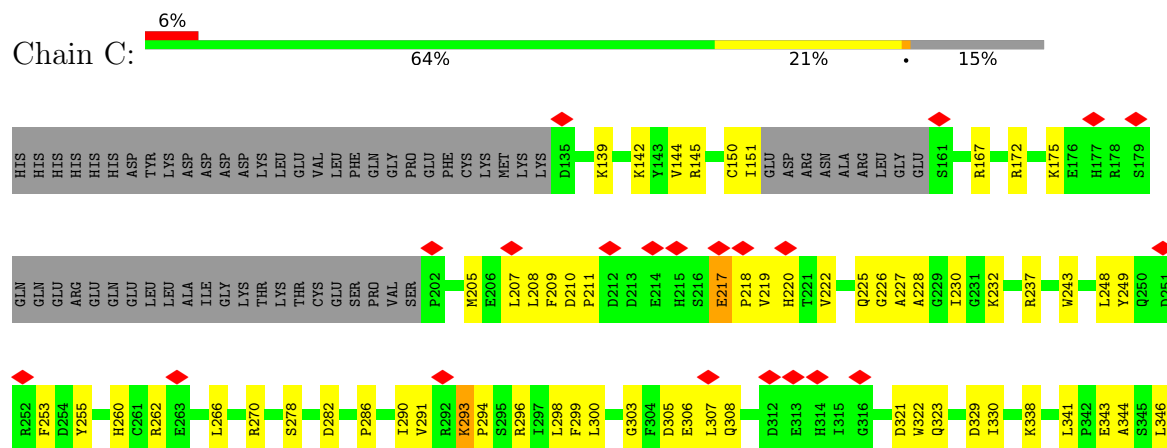 6%
Chain C:
64% 21% • 15%
HIS HIS HIS HIS HIS HIS HIS ASP TYR LYS ASP ASP ASP ASP LYS LEU GLU VAL LEU PHE GLN GLY PRO GLU PHE CYS LYS MET LYS LYS D135 K139 K142 Y143 V144 R145 C150 I151 GLU ASP ARG ASN ALA ARG LEU GLY GLU S161 R167 R172 K175 E176 H177 R178 S179
GLN GLN GLU ARG GLU GLN GLU LEU LEU ALA ILE GLY LYS THR LYS THR CYS GLU SER PRO VAL SER P202 M205 E206 L207 L208 F209 D210 P211 D212 D213 E214 H215 S216 E217 P218 V219 H220 T221 V222 Q225 G226 A227 A228 G229 I230 G231 K232 R237 W243 L248 Y249 Q250 D251
R252 F253 D254 Y255 H260 C261 R262 E263 L266 R270 S278 D282 P286 I290 V291 R292 K293 P294 S295 R296 I297 L298 F299 L300 G303 F304 D305 E306 L307 Q308 D312 E313 H314 I315 G316 D321 W322 Q323 D329 I330 K338 L341 P342 E343 A344 S345 L346